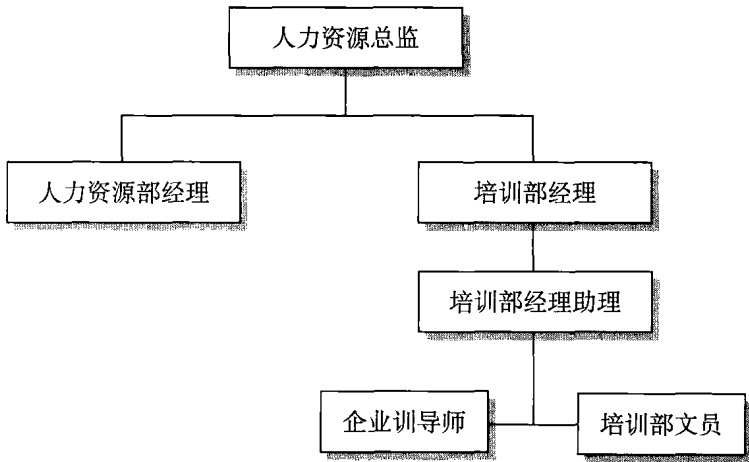 人力资源总监
人力资源部经理
培训部经理
培训部经理助理
企业训导师
培训部文员